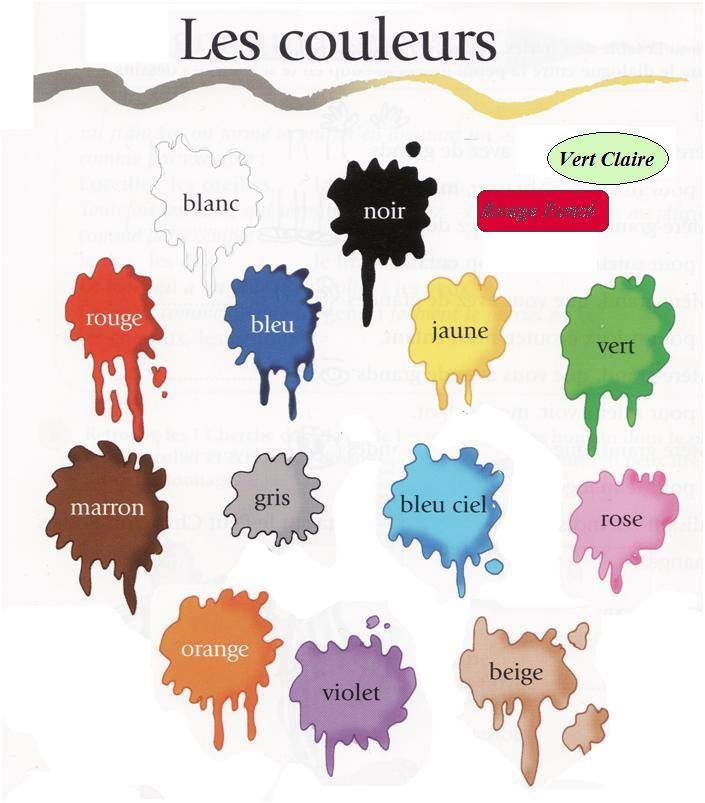 Les couleurs
Vert Claire
blanc
noir
Rouge Foncé
rouge
bleu
jaune
vert
marron
gris
bleu ciel
rose
orange
violet
beige